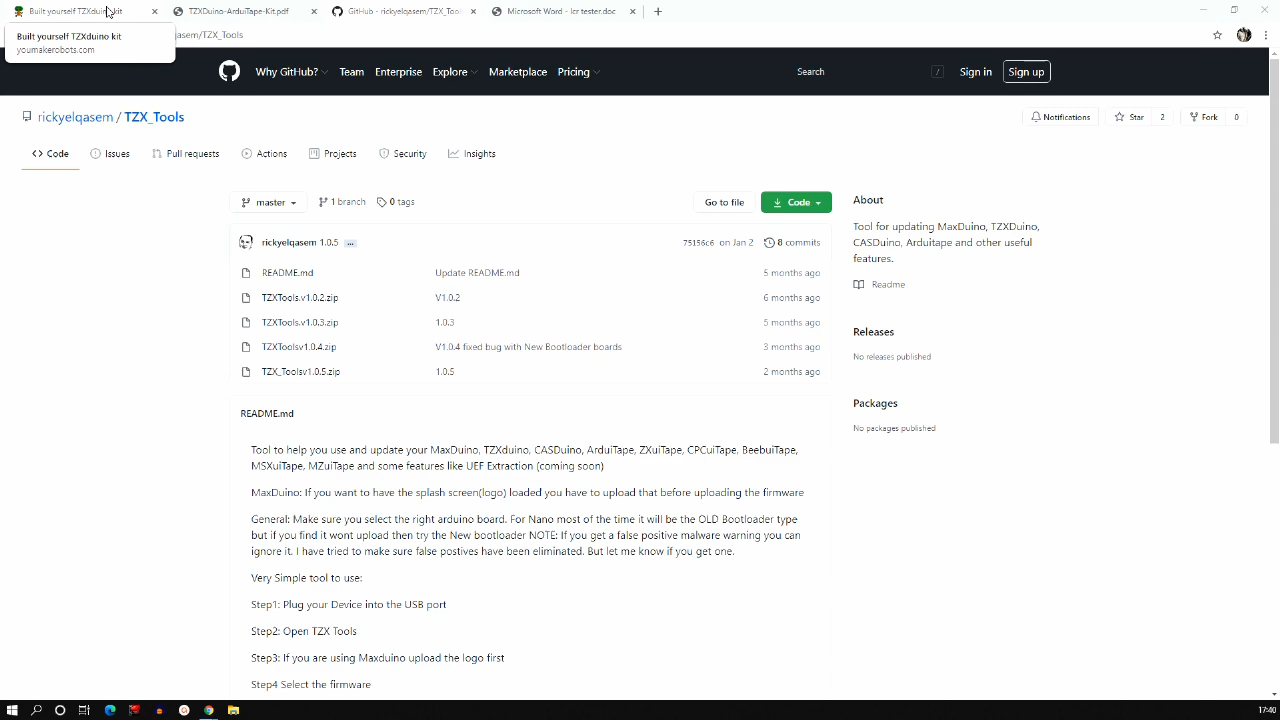 Built yourself TZXduino kit
TZXDuino-ArduiTape-Kit.pdf
GitHub - rickyelqasem/TZX_Tool
Microsoft Word - lcr tester.doc
Built yourself TZXduino kit
youmakerobots.com
asem/TZX_Tools
Why GitHub?
Team
Enterprise
Explore
Marketplace
Pricing
Search
/
Sign in
Sign up
rickyelqasem / TZX_Tools
Notifications
Star
2
Fork
0
Code
Issues
Pull requests
Actions
Projects
Security
Insights
master
1 branch
0 tags
Go to file
Code
rickyelqasem 1.0.5
...
75156c6 on Jan 2
8 commits
README.md
Update README.md
5 months ago
TZXTools.v1.0.2.zip
V1.0.2
6 months ago
TZXTools.v1.0.3.zip
1.0.3
5 months ago
TZXToolsv1.0.4.zip
V1.0.4 fixed bug with New Bootloader boards
3 months ago
TZX_Toolsv1.0.5.zip
1.0.5
2 months ago
README.md
Tool to help you use and update your MaxDuino, TZXduino, CASDuino, ArduiTape, ZXuiTape, CPCuiTape, BeebuiTape,
MSXuiTape, MZuiTape and some features like UEF Extraction (coming soon)
MaxDuino: If you want to have the splash screen(logo) loaded you have to upload that before uploading the firmware
General: Make sure you select the right arduino board. For Nano most of the time it will be the OLD Bootloader type
but if you find it wont upload then try the New bootloader NOTE: If you get a false positive malware warning you can
ignore it. I have tried to make sure false postives have been eliminated. But let me know if you get one.
Very Simple tool to use:
Step1: Plug your Device into the USB port
Step2: Open TZX Tools
Step3: If you are using Maxduino upload the logo first
Step4 Select the firmware
About
Tool for updating MaxDuino, TZXDuino,
CASDuino, Arduitape and other useful
features.
Readme
Releases
No releases published
Packages
No packages published
17:40